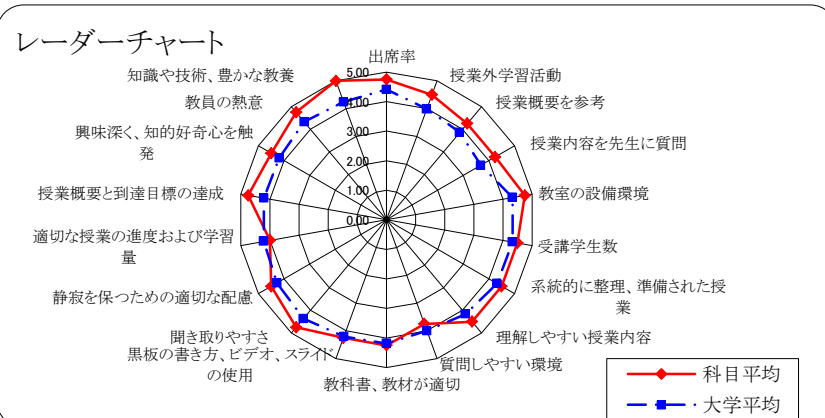 レーダーチャート
出席率
授業外学習活動
授業概要を参考
授業内容を先生に質問
教室の設備環境
受講学生数
系統的に整理、準備された授
業
理解しやすい授業内容
質問しやすい環境
教科書、教材が適切
黒板の書き方、ビデオ、スライド
の使用
聞き取りやすさ
静寂を保つための適切な配慮
適切な授業の進度および学習
量
授業概要と到達目標の達成
興味深く、知的好奇心を触
発
教員の熱意
知識や技術、豊かな教養
5.00
4.00
3.00
2.00
1.00
0.00
科目平均
大学平均